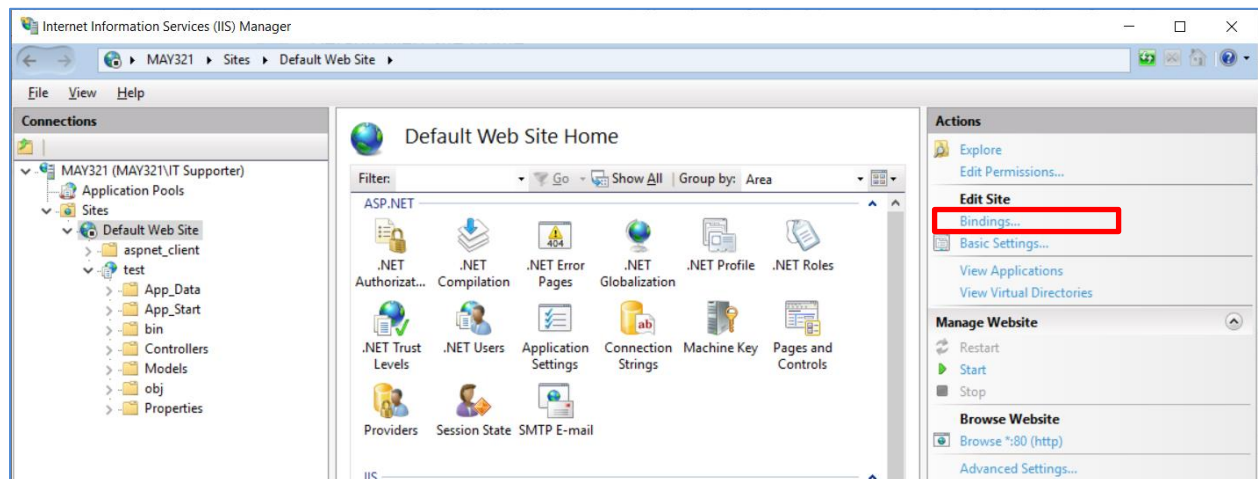 Internet Information Services (IIS) Manager
MAY321 Sites Default Web Site
File View Help
Connections
MAY321 (MAY321\IT Supporter)
Application Pools
Sites
Default Web Site
aspnet_client
test
App_Data
App_Start
bin
Controllers
Models
obj
Properties
Default Web Site Home
Filter: Go Show All Group by: Area
ASP.NET
404
ab
.NET Authorizat...
.NET Compilation
.NET Error Pages
.NET Globalization
.NET Profile
.NET Roles
.NET Trust Levels
.NET Users
Application Settings
Connection Strings
Machine Key
Pages and Controls
Providers
Session State
SMTP E-mail
IIS
Actions
Explore
Edit Permissions...
Edit Site
Bindings...
Basic Settings...
View Applications
View Virtual Directories
Manage Website
Restart
Start
Stop
Browse Website
Browse *:80 (http)
Advanced Settings...